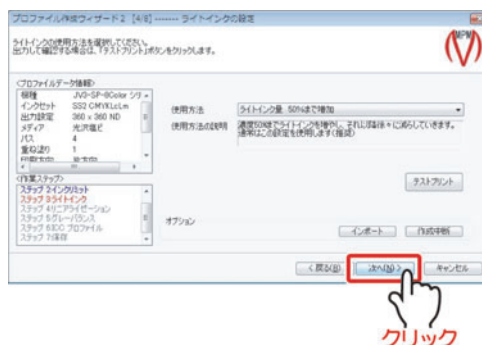 プロファイル作成ウィザード2 [4/8] ------- ライトインクの設定
ライトインクの使用方法を選択してください。
出力して確認する場合は、「テストプリント」ボタンをクリックします。
MPM
<プロファイルデータ情報>
機種 JV3-SP-8Color シリ
インクセット SS2 CMYKLcLm
出力設定 360 x 360 ND
メディア 光沢塩ビ
パス 4
重ね塗り 1
印刷方向 単方向
使用方法 ライトインク量 50%まで増加
使用方法の説明 濃度50%までライトインクを増やし、それ以降徐々に減らしていきます。
通常はこの設定を使用します(推奨)
<作業ステップ>
ステップ 2インクリミット
ステップ 3ライトインク
ステップ 4リニアライゼーション
ステップ 5グレーバランス
ステップ 6ICC プロファイル
ステップ 7保存
テストプリント
オプション
インポート 作成中断
< 戻る(B) 次へ(N) > キャンセル
クリック